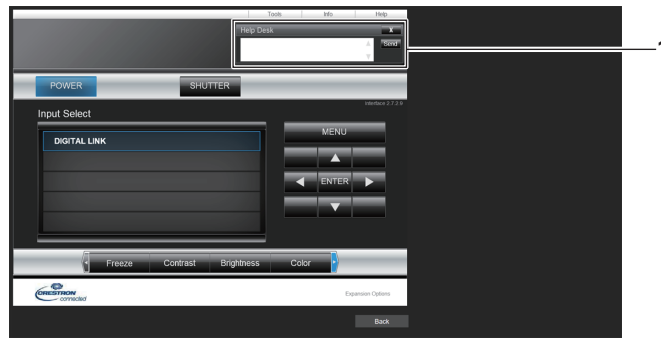 Tools Info Help
Help Desk X
Send
POWER SHUTTER
Interface 2.7.2.9
Input Select
MENU
DIGITAL LINK
ENTER
Freeze Contrast Brightness Color
CRESTRON
connected
Expansion Options
Back